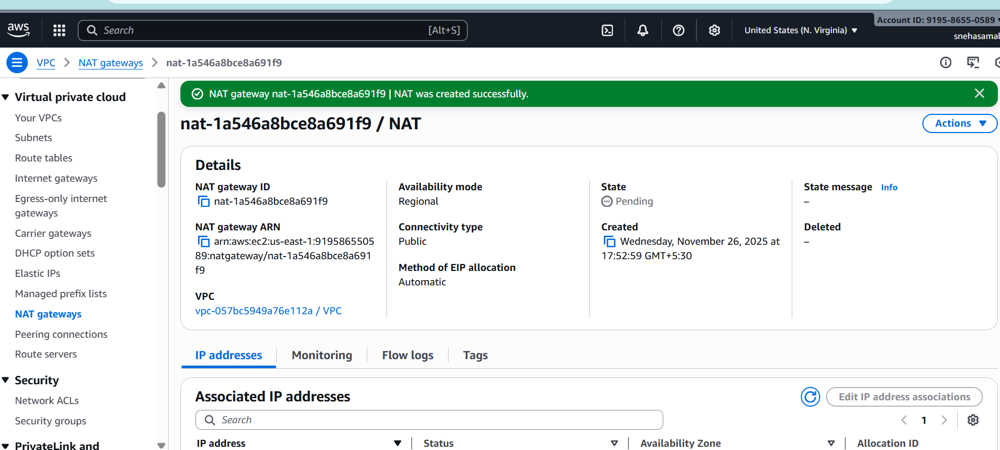 aws
Search [Alt+S]
United States (N. Virginia)
Account ID: 9195-8655-0589
snehasamal
VPC > NAT gateways > nat-1a546a8bce8a691f9
Virtual private cloud
Your VPCs
Subnets
Route tables
Internet gateways
Egress-only internet
gateways
Carrier gateways
DHCP option sets
Elastic IPs
Managed prefix lists
NAT gateways
Peering connections
Route servers
Security
Network ACLs
Security groups
PrivateLink and
NAT gateway nat-1a546a8bce8a691f9 | NAT was created successfully.
nat-1a546a8bce8a691f9 / NAT
Actions
Details
NAT gateway ID
nat-1a546a8bce8a691f9
NAT gateway ARN
arn:aws:ec2:us-east-1:9195865505
89:natgateway/nat-1a546a8bce8a691
f9
VPC
vpc-057bc5949a76e112a / VPC
Availability mode
Regional
Connectivity type
Public
Method of EIP allocation
Automatic
State
Pending
Created
Wednesday, November 26, 2025 at
17:52:59 GMT+5:30
State message Info
–
Deleted
–
IP addresses
Monitoring
Flow logs
Tags
Associated IP addresses
Edit IP address associations
Search
1
IP address
Status
Availability Zone
Allocation ID